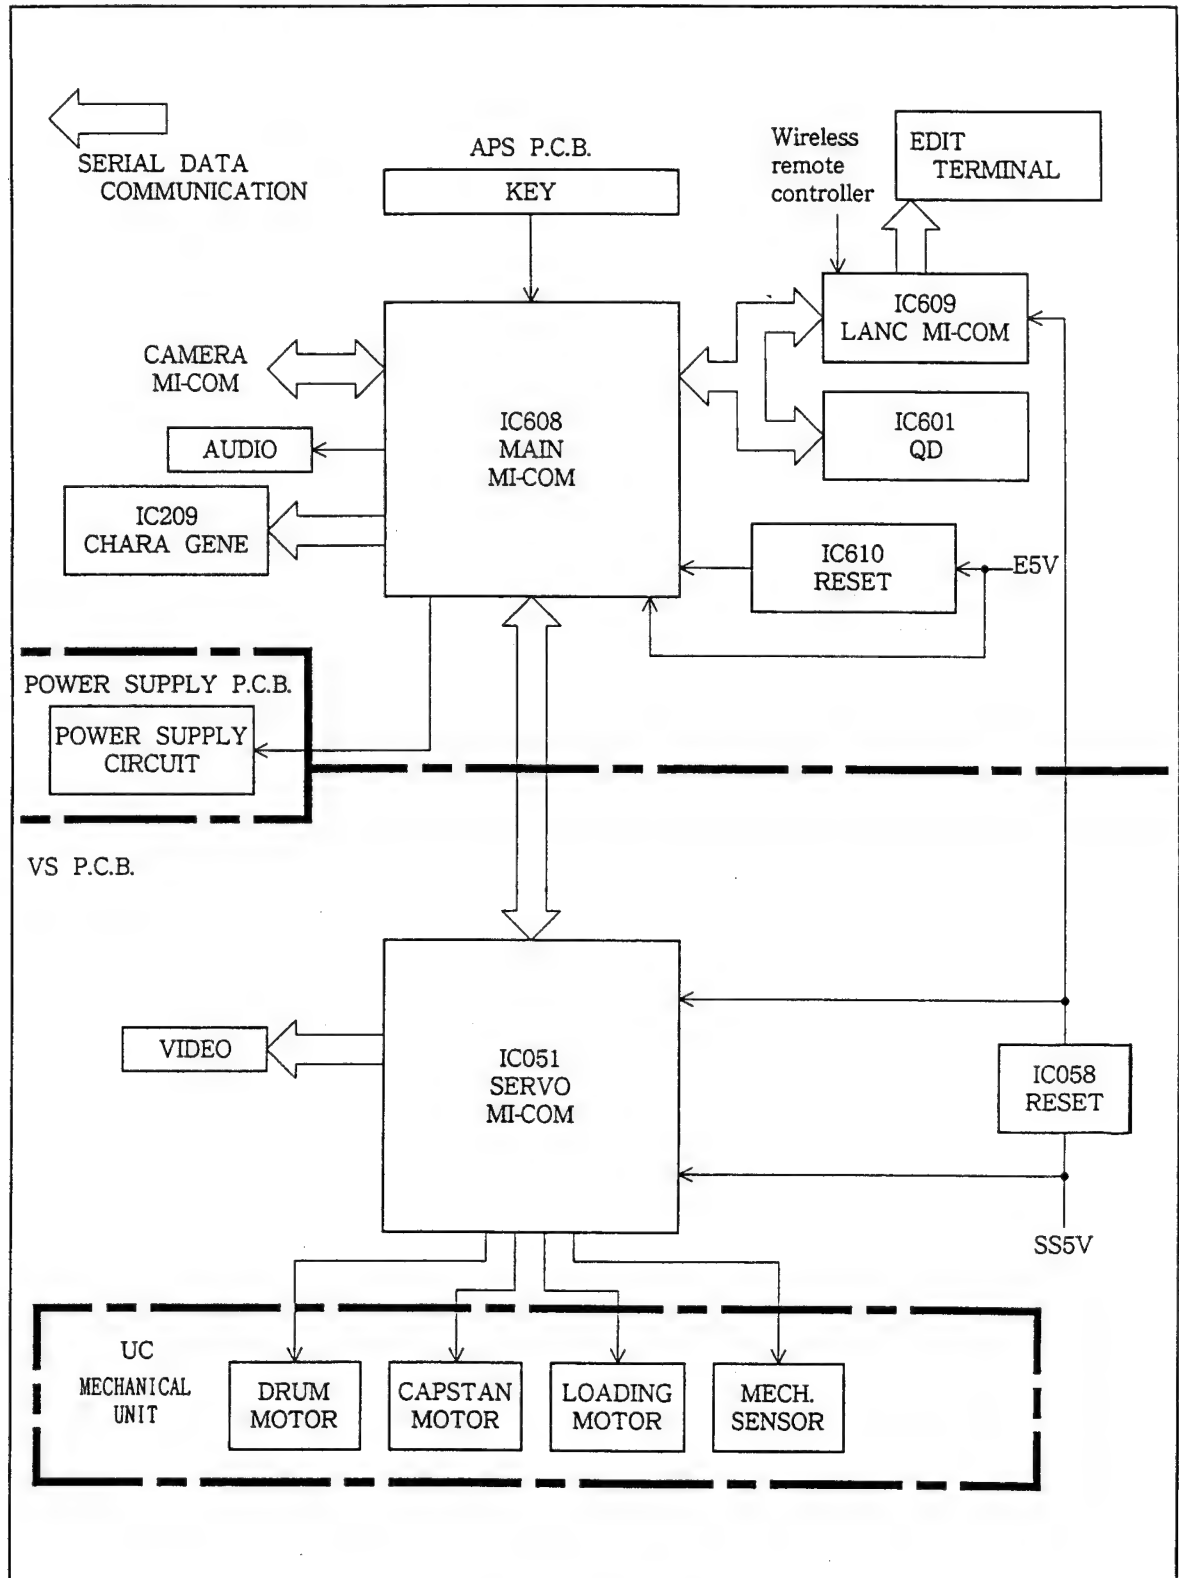 SERIAL DATA
COMMUNICATION
APS P.C.B.
KEY
Wireless
remote
controller
EDIT
TERMINAL
IC609
LANC MI-COM
CAMERA
MI-COM
IC608
MAIN
MI-COM
IC601
QD
AUDIO
IC209
CHARA GENE
IC610
RESET
E5V
POWER SUPPLY P.C.B.
POWER SUPPLY
CIRCUIT
VS P.C.B.
VIDEO
IC051
SERVO
MI-COM
IC058
RESET
SS5V
UC
MECHANICAL
UNIT
DRUM
MOTOR
CAPSTAN
MOTOR
LOADING
MOTOR
MECH.
SENSOR